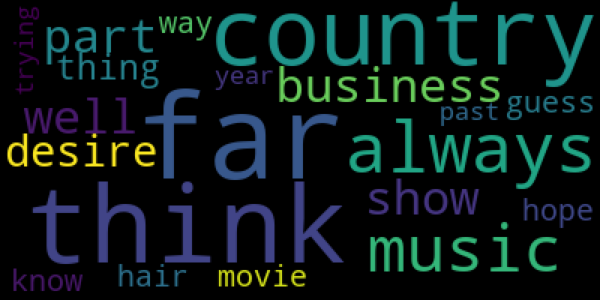 trying
part
way
country
thing
year
business
well
far
past
guess
desire
always
think
show
hope
music
know
hair
movie